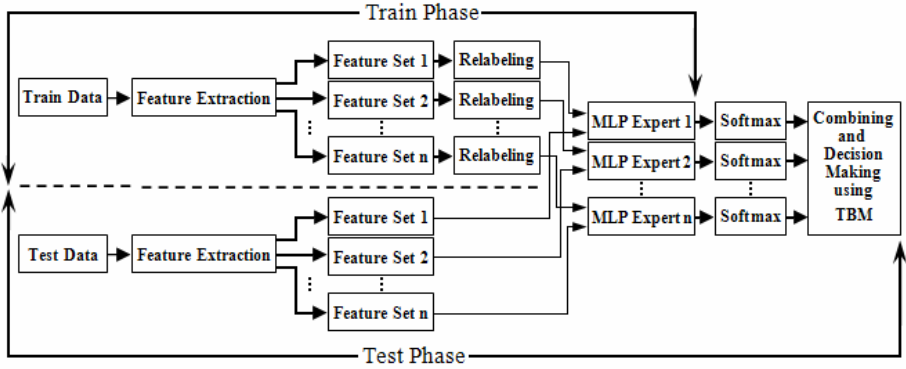 Train Phase
Train Data
Feature Extraction
Feature Set 1
Relabeling
Feature Set 2
Relabeling
Feature Set n
Relabeling
MLP Expert 1
Softmax
MLP Expert 2
Softmax
MLP Expert n
Softmax
Combining
and
Decision
Making
using
TBM
Test Data
Feature Extraction
Feature Set 1
Feature Set 2
Feature Set n
Test Phase